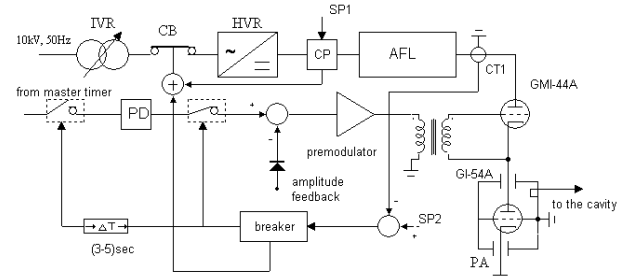 SP1
IVR
CB
HVR
10kV, 50Hz
~
=
CP
AFL
CT1
GMI-44A
+
from master timer
PD
+
-
premodulator
amplitude
feedback
GI-54A
to the cavity
-
SP2
+
ΔT
breaker
(3-5)sec
PA